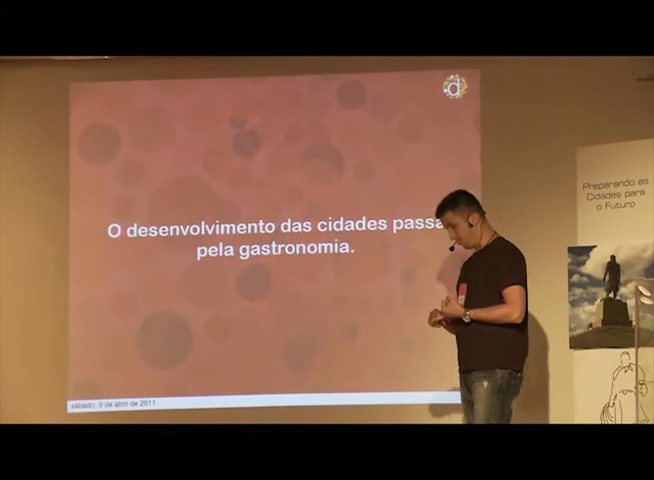 d
O desenvolvimento das cidades passa
pela gastronomia.
sábado, 9 de abril de 2011
Preparando as
Cidades para
o Futuro